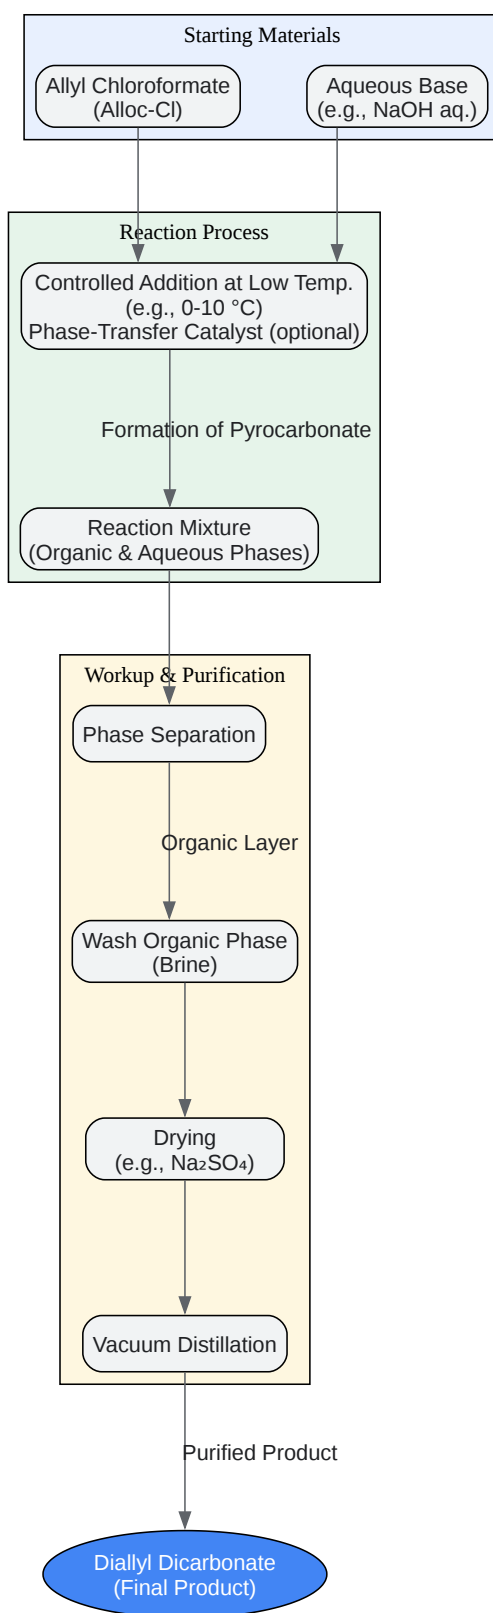 Starting Materials
Allyl Chloroformate
(Alloc-Cl)
Aqueous Base
(e.g., NaOH aq.)
Reaction Process
Controlled Addition at Low Temp.
(e.g., 0-10 °C)
Phase-Transfer Catalyst (optional)
Formation of Pyrocarbonate
Reaction Mixture
(Organic & Aqueous Phases)
Workup & Purification
Phase Separation
Organic Layer
Wash Organic Phase
(Brine)
Drying
(e.g., Na₂SO₄)
Vacuum Distillation
Purified Product
Diallyl Dicarbonate
(Final Product)